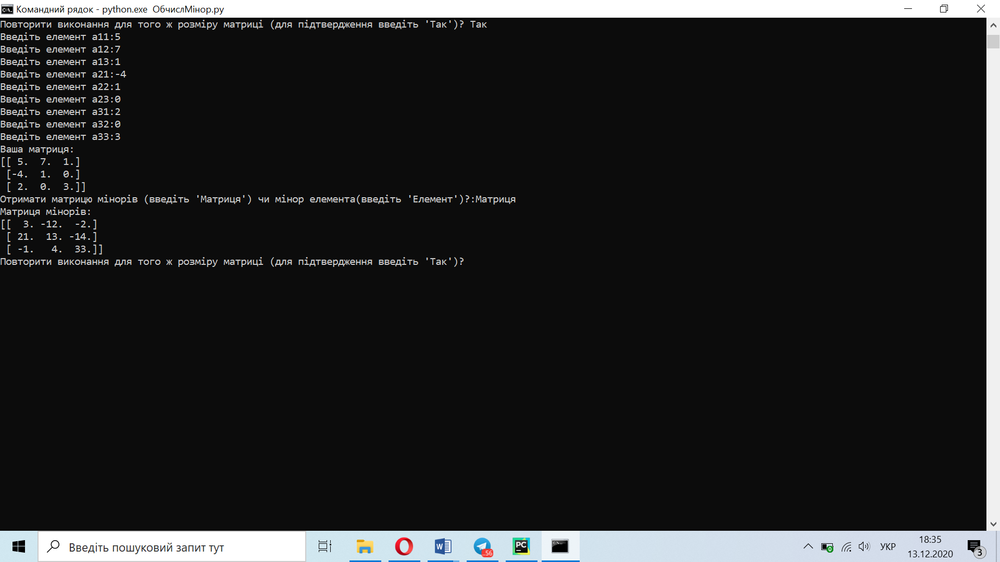 Командний рядок - python.exe  ОбчислМінор.py
Повторити виконання для того ж розміру матриці (для підтвердження введіть 'Так')? Так
Введіть елемент a11:5
Введіть елемент a12:7
Введіть елемент a13:1
Введіть елемент a21:-4
Введіть елемент a22:1
Введіть елемент a23:0
Введіть елемент a31:2
Введіть елемент a32:0
Введіть елемент a33:3
Ваша матриця:
[[ 5.  7.  1.]
 [-4.  1.  0.]
 [ 2.  0.  3.]]
Отримати матрицю мінорів (введіть 'Матриця') чи мінор елемента(введіть 'Елемент')?:Матриця
Матриця мінорів:
[[  3. -12.  -2.]
 [ 21.  13. -14.]
 [ -1.   4.  33.]]
Повторити виконання для того ж розміру матриці (для підтвердження введіть 'Так')?
Введіть пошуковий запит тут
W
..56
PC
C:\.
УКР
18:35
13.12.2020
3